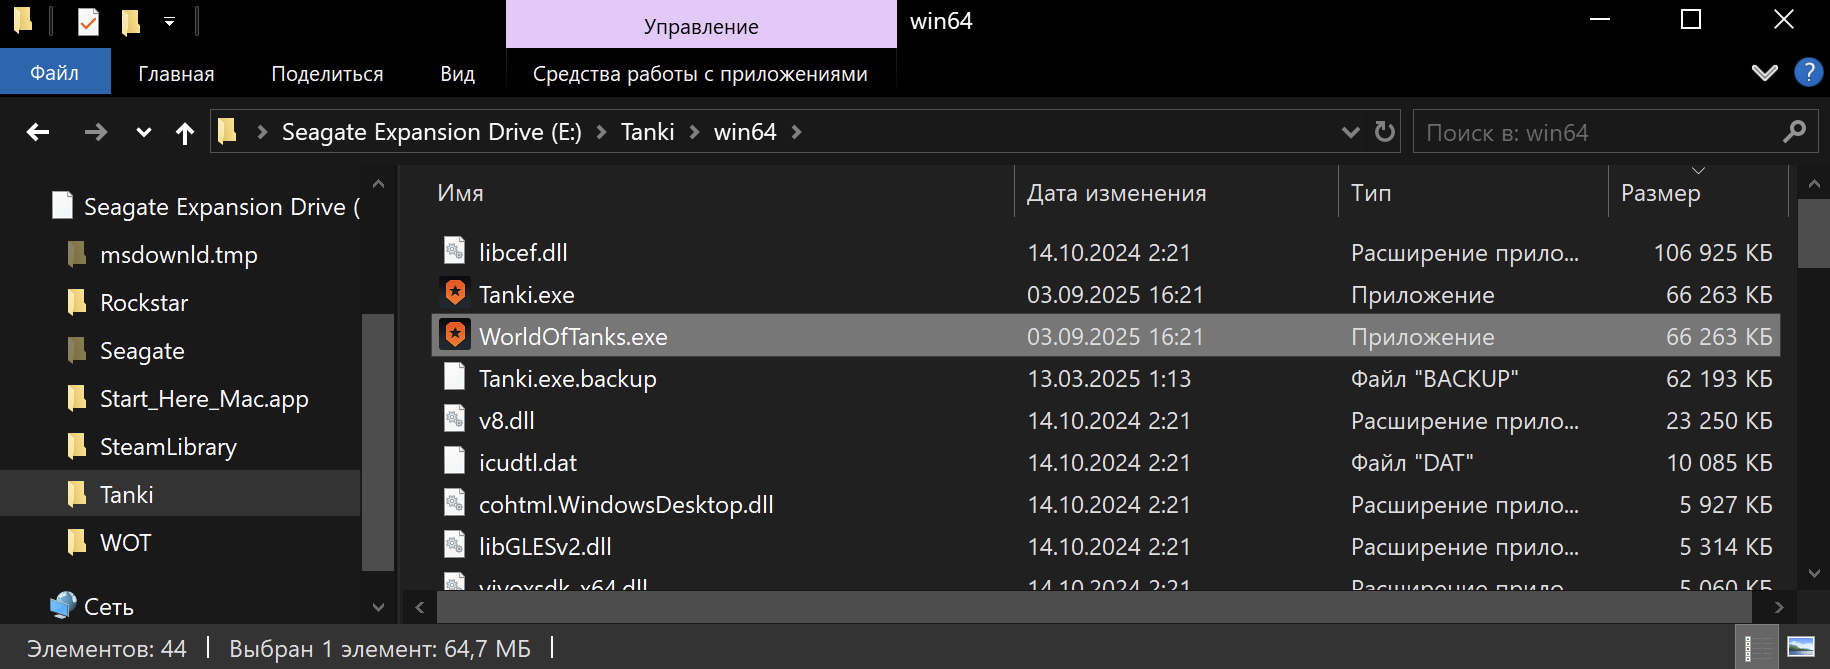 Управление
win64
Файл
Главная
Поделиться
Вид
Средства работы с приложениями
?
Seagate Expansion Drive (E:) > Tanki > win64 >
Поиск в: win64
Seagate Expansion Drive (
msdownld.tmp
Rockstar
Seagate
Start_Here_Mac.app
SteamLibrary
Tanki
WOT
Сеть
Имя Дата изменения Тип Размер
libcef.dll 14.10.2024 2:21 Расширение прило... 106 925 КБ
Tanki.exe 03.09.2025 16:21 Приложение 66 263 КБ
WorldOfTanks.exe 03.09.2025 16:21 Приложение 66 263 КБ
Tanki.exe.backup 13.03.2025 1:13 Файл "BACKUP" 62 193 КБ
v8.dll 14.10.2024 2:21 Расширение прило... 23 250 КБ
icudtl.dat 14.10.2024 2:21 Файл "DAT" 10 085 КБ
cohtml.WindowsDesktop.dll 14.10.2024 2:21 Расширение прило... 5 927 КБ
libGLESv2.dll 14.10.2024 2:21 Расширение прило... 5 314 КБ
vivoxsdk_x64.dll 14.10.2024 2:21 Расширение прило... 5 060 КБ
Элементов: 44
Выбран 1 элемент: 64,7 МБ